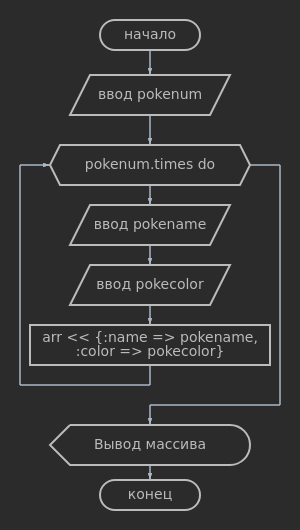 начало
ввод pokenum
pokenum.times do
ввод pokename
ввод pokecolor
arr << {:name => pokename,
:color => pokecolor}
Вывод массива
конец